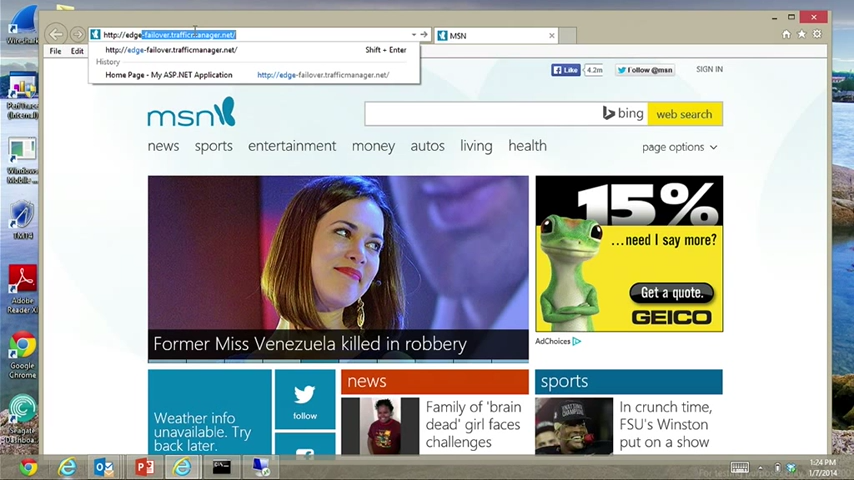 http://edge-failover.trafficmanager.net/
MSN
http://edge-failover.trafficmanager.net/
Shift + Enter
History
Home Page - My ASP.NET Application
http://edge-failover.trafficmanager.net/
File
Edit
Like
4.2m
Follow @msn
SIGN IN
msn
bing
web search
news
sports
entertainment
money
autos
living
health
page options
Former Miss Venezuela killed in robbery
15%
...need I say more?
Get a quote.
GEICO
AdChoices
Weather info
unavailable. Try
back later.
follow
news
Family of 'brain
dead' girl faces
challenges
sports
In crunch time,
FSU's Winston
put on a show
Adobe
Google
Chrome
1:24 PM
1/7/2014